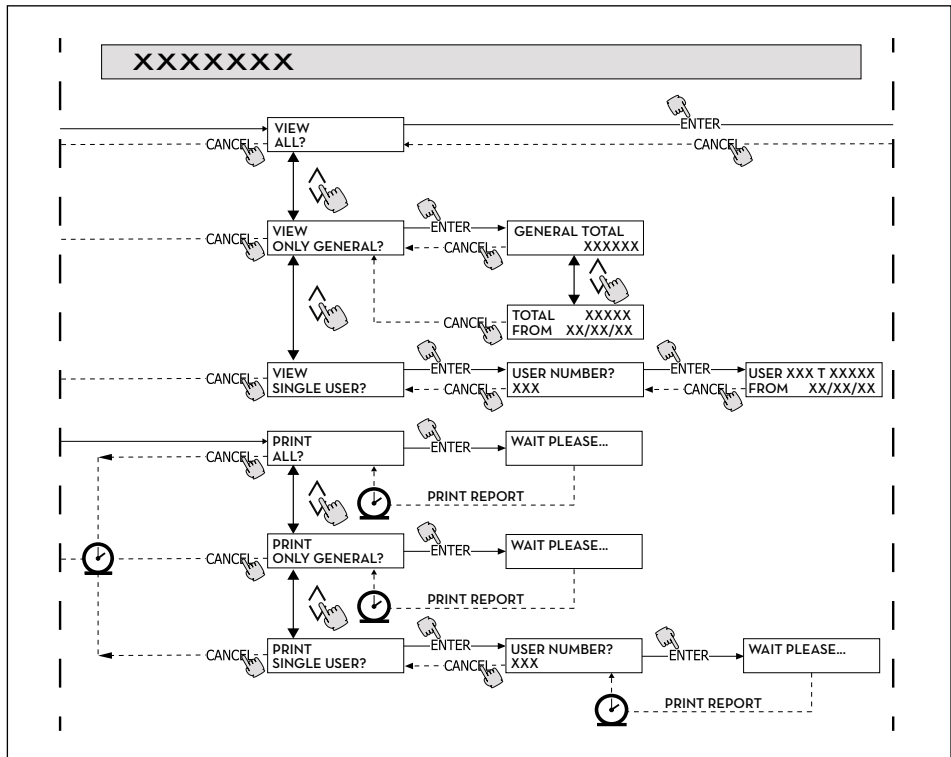 XXXXXXX
ENTER
VIEW
ALL?
CANCEL
CANCEL
ENTER
VIEW
ONLY GENERAL?
CANCEL
CANCEL
GENERAL TOTAL
XXXXXX
CANCEL
TOTAL XXXXX
FROM XX/XX/XX
ENTER
ENTER
VIEW
SINGLE USER?
CANCEL
CANCEL
USER NUMBER?
XXX
CANCEL
USER XXX T XXXXX
FROM XX/XX/XX
ENTER
PRINT
ALL?
CANCEL
WAIT PLEASE...
PRINT REPORT
ENTER
PRINT
ONLY GENERAL?
CANCEL
WAIT PLEASE...
PRINT REPORT
ENTER
PRINT
SINGLE USER?
CANCEL
CANCEL
USER NUMBER?
XXX
ENTER
WAIT PLEASE...
PRINT REPORT